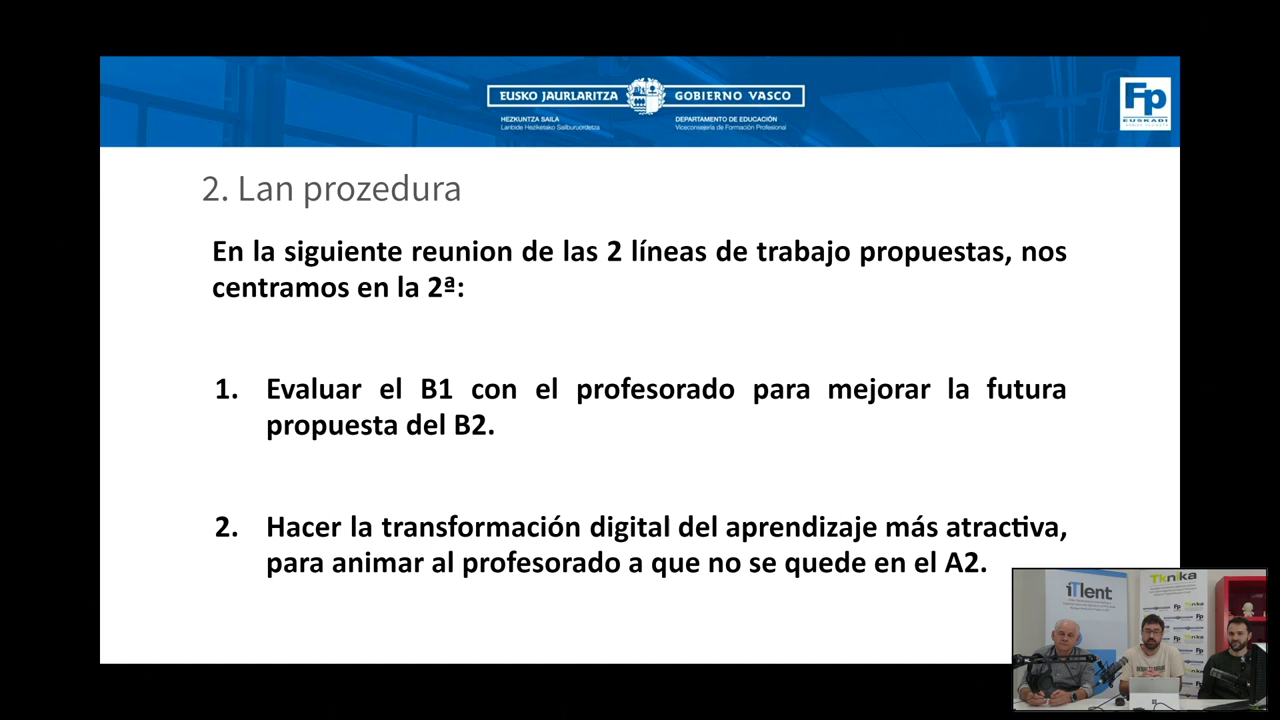 EUSKO JAURLARITZA
GOBIERNO VASCO
HEZKUNTZA SAILA
Lanbide Heziketako Sailburuordetza
DEPARTAMENTO DE EDUCACIÓN
Viceconsejería de Formación Profesional
Fp
EUSKADI
2. Lan prozedura
En la siguiente reunion de las 2 líneas de trabajo propuestas, nos
centramos en la 2ª:
1. Evaluar el B1 con el profesorado para mejorar la futura
propuesta del B2.
2. Hacer la transformación digital del aprendizaje más atractiva,
para animar al profesorado a que no se quede en el A2.
iTlent
Tknika